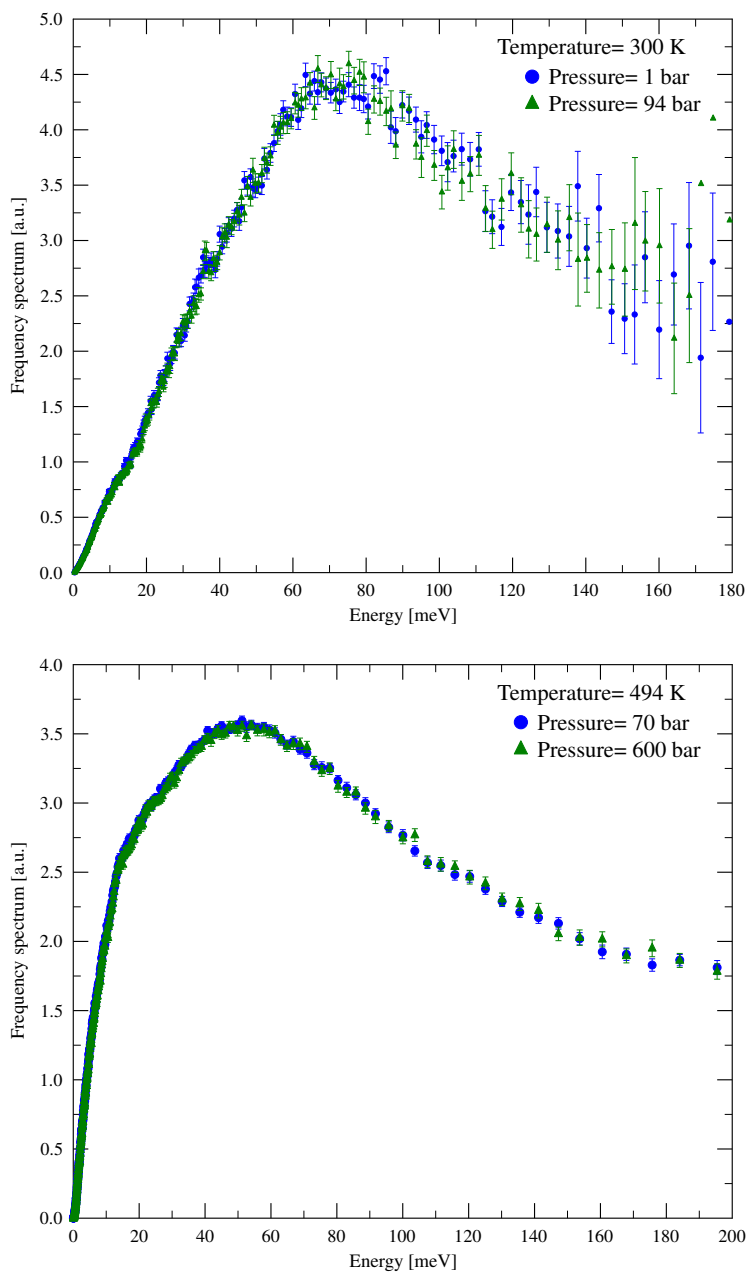 5.0
Temperature= 300 K
4.5
Pressure= 1 bar
Pressure= 94 bar
4.0
3.5
3.0
2.5
2.0
1.5
1.0
0.5
0.0
Frequency spectrum [a.u.]
0 20 40 60 80 100 120 140 160 180
Energy [meV]
4.0
Temperature= 494 K
Pressure= 70 bar
3.5
Pressure= 600 bar
3.0
2.5
2.0
1.5
1.0
0.5
0.0
Frequency spectrum [a.u.]
0 20 40 60 80 100 120 140 160 180 200
Energy [meV]